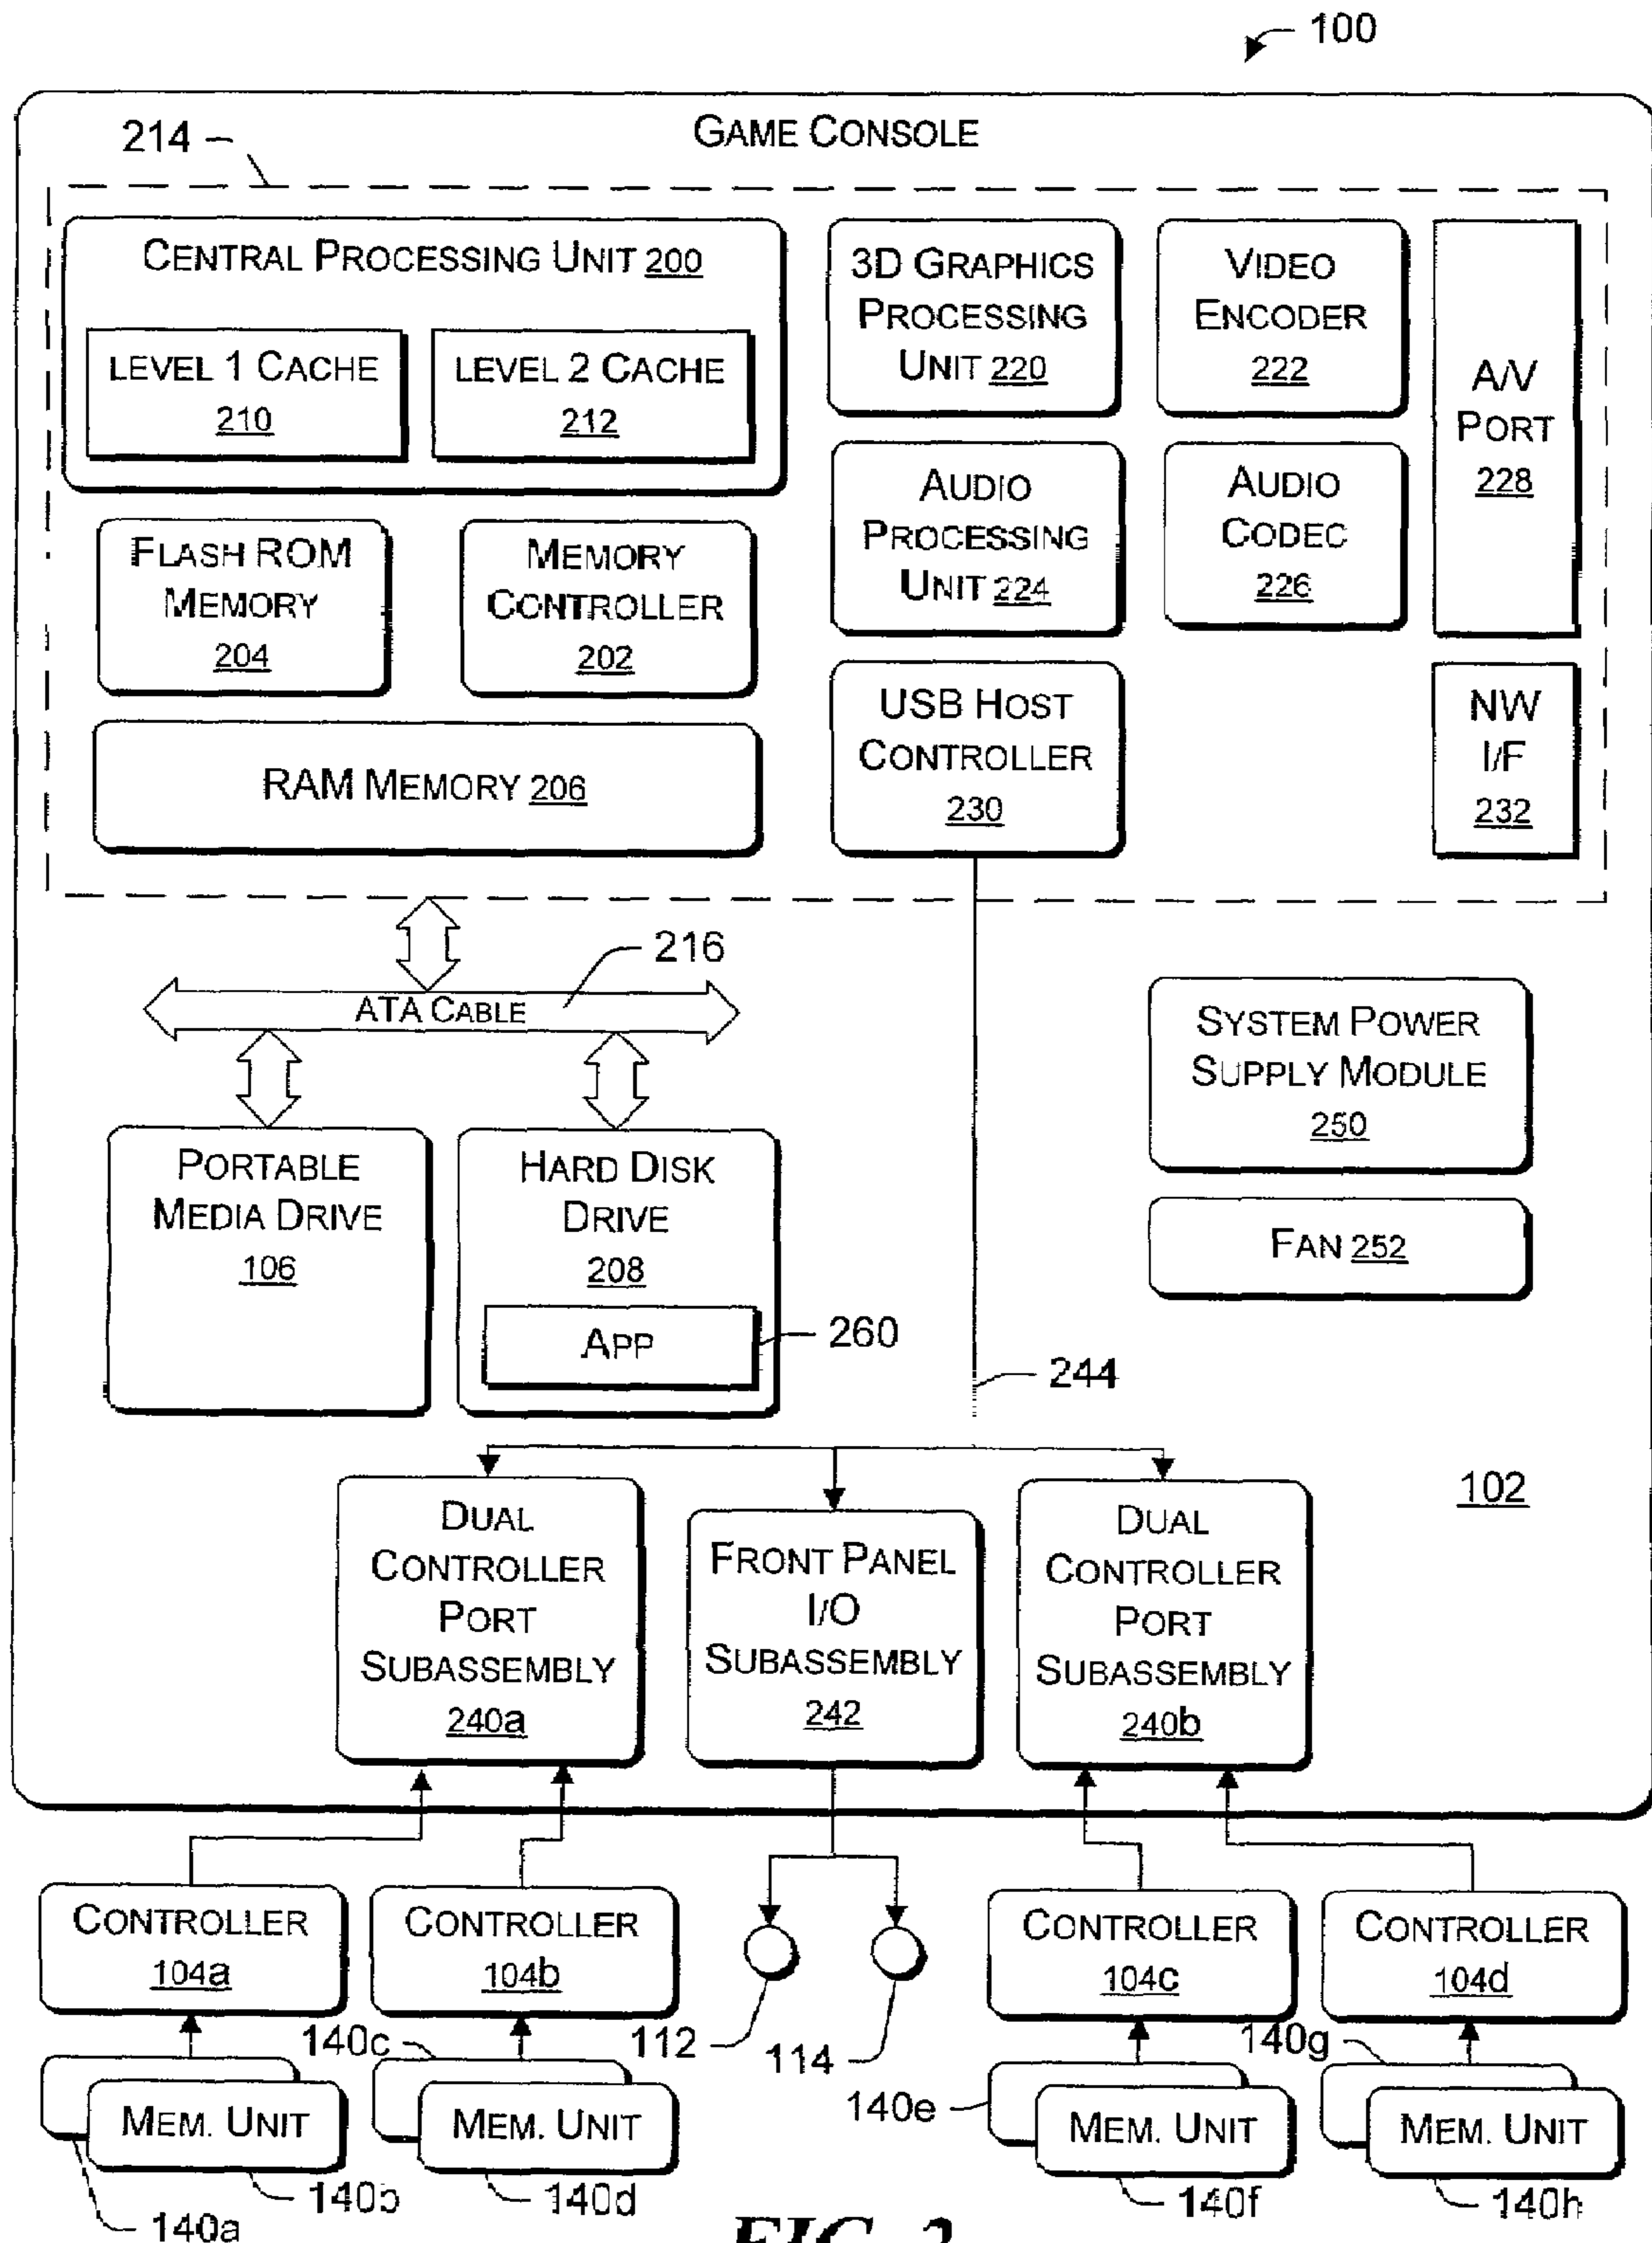 100
GAME CONSOLE
214
CENTRAL PROCESSING UNIT 200
LEVEL 1 CACHE
210
LEVEL 2 CACHE
212
3D GRAPHICS
PROCESSING
UNIT 220
VIDEO
ENCODER
222
A/V
PORT
228
FLASH ROM
MEMORY
204
MEMORY
CONTROLLER
202
AUDIO
PROCESSING
UNIT 224
AUDIO
CODEC
226
RAM MEMORY 206
USB HOST
CONTROLLER
230
NW
I/F
232
216
ATA CABLE
SYSTEM POWER
SUPPLY MODULE
250
PORTABLE
MEDIA DRIVE
106
HARD DISK
DRIVE
208
APP
260
FAN 252
244
102
DUAL
CONTROLLER
PORT
SUBASSEMBLY
240a
FRONT PANEL
I/O
SUBASSEMBLY
242
DUAL
CONTROLLER
PORT
SUBASSEMBLY
240b
CONTROLLER
104a
CONTROLLER
104b
CONTROLLER
104c
CONTROLLER
104d
112
114
140c
140g
140e
MEM. UNIT
MEM. UNIT
MEM. UNIT
MEM. UNIT
140a
140b
140d
140f
140h
FIG. 2